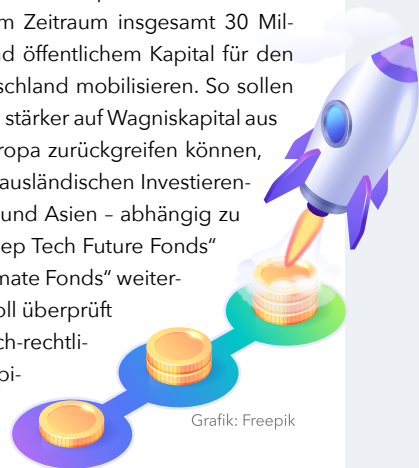 m Zeitraum insgesamt 30 Mil-
d öffentlichem Kapital für den
schland mobilisieren. So sollen
stärker auf Wagniskapital aus
ropa zurückgreifen können,
ausländischen Investieren-
und Asien – abhängig zu
ep Tech Future Fonds“
mate Fonds“ weiter-
oll überprüft
ch-rechtli-
pi-
Grafik: Freepik